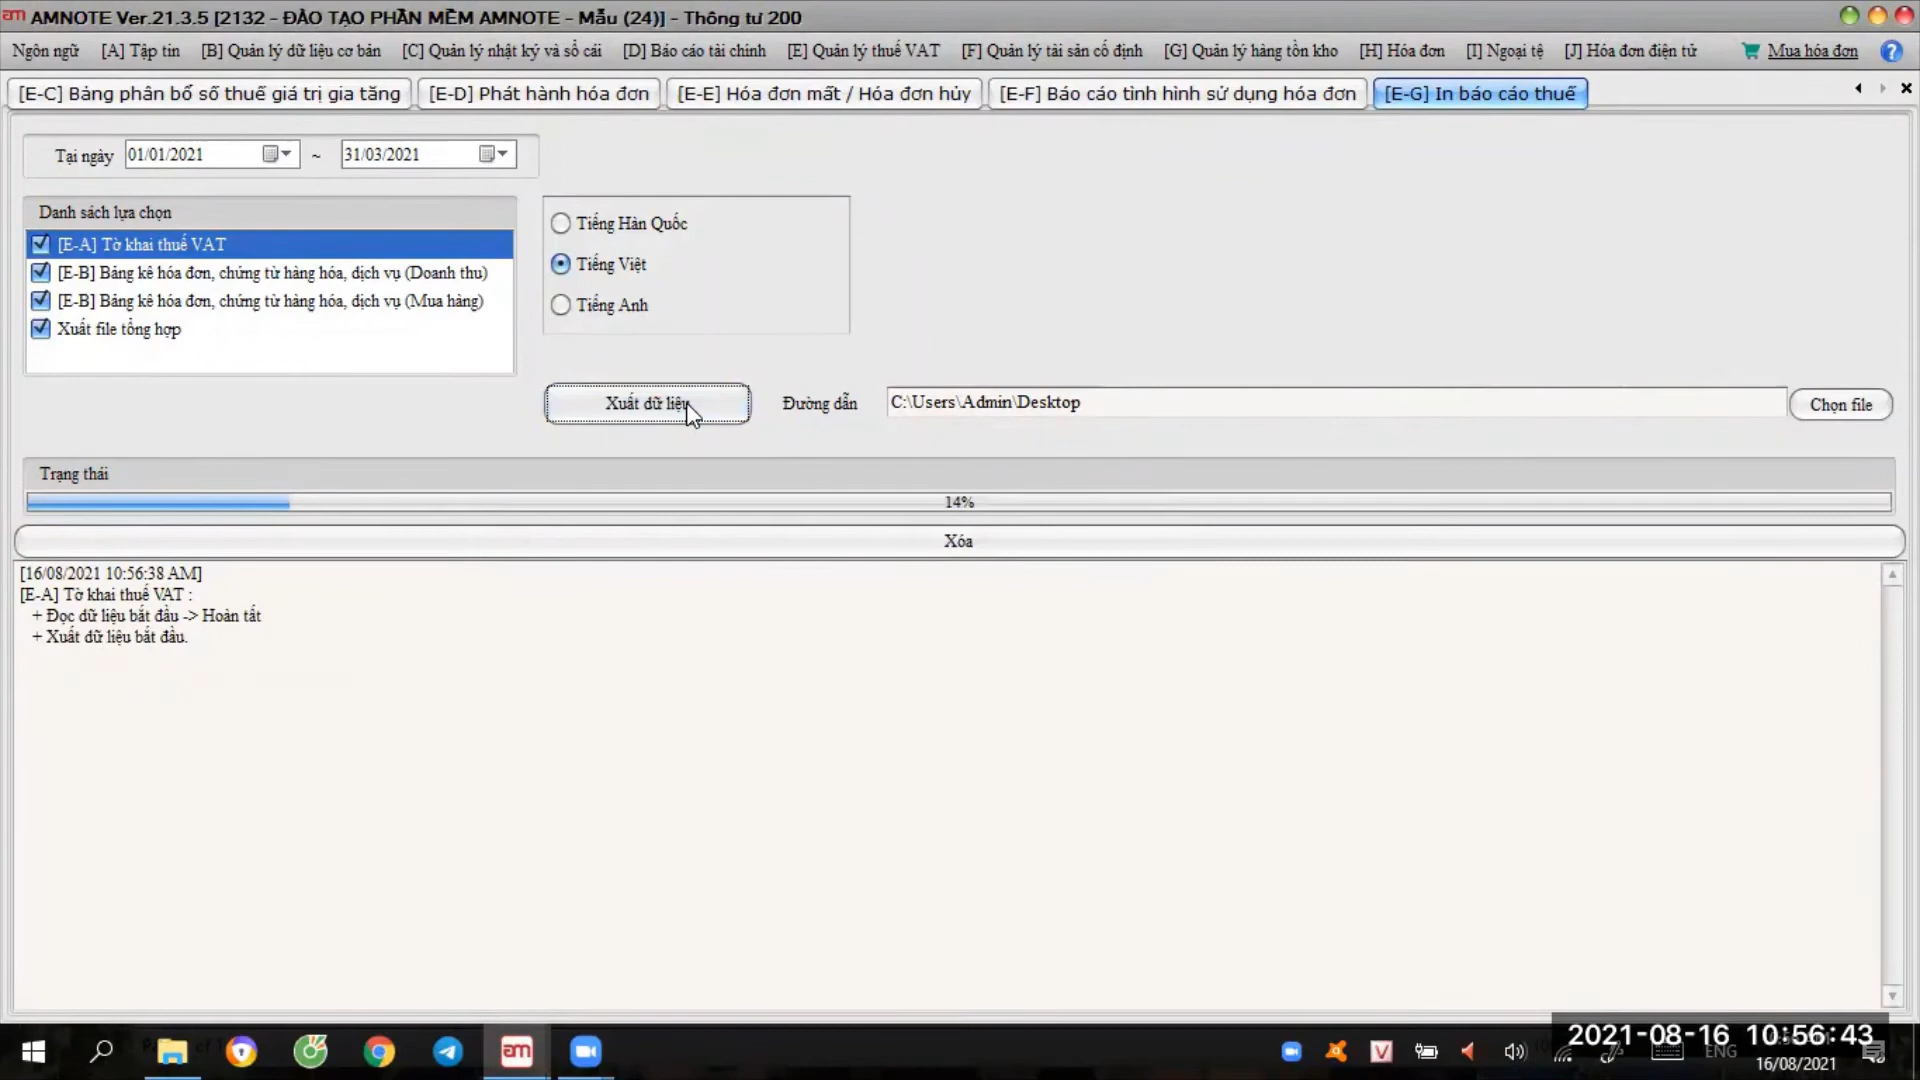 am AMNOTE Ver.21.3.5 [2132 - ĐÀO TẠO PHẦN MỀM AMNOTE - Mẫu (24)] - Thông tư 200
Ngôn ngữ [A] Tập tin [B] Quản lý dữ liệu cơ bản [C] Quản lý nhật ký và sổ cái [D] Báo cáo tài chính [E] Quản lý thuế VAT [F] Quản lý tài sản cố định [G] Quản lý hàng tồn kho [H] Hóa đơn [I] Ngoại tệ [J] Hóa đơn điện tử Mua hóa đơn ?
[E-C] Bảng phân bổ số thuế giá trị gia tăng [E-D] Phát hành hóa đơn [E-E] Hóa đơn mất / Hóa đơn hủy [E-F] Báo cáo tình hình sử dụng hóa đơn [E-G] In báo cáo thuế
Tại ngày 01/01/2021 ~ 31/03/2021
Danh sách lựa chọn
[E-A] Tờ khai thuế VAT
[E-B] Bảng kê hóa đơn, chứng từ hàng hóa, dịch vụ (Doanh thu)
[E-B] Bảng kê hóa đơn, chứng từ hàng hóa, dịch vụ (Mua hàng)
Xuất file tổng hợp
Tiếng Hàn Quốc
Tiếng Việt
Tiếng Anh
Xuất dữ liệu Đường dẫn C:\Users\Admin\Desktop Chọn file
Trạng thái
14%
Xóa
[16/08/2021 10:56:38 AM]
[E-A] Tờ khai thuế VAT :
+ Đọc dữ liệu bắt đầu -> Hoàn tất
+ Xuất dữ liệu bắt đầu.
am V ENG
2021-08-16 10:56:43
16/08/2021